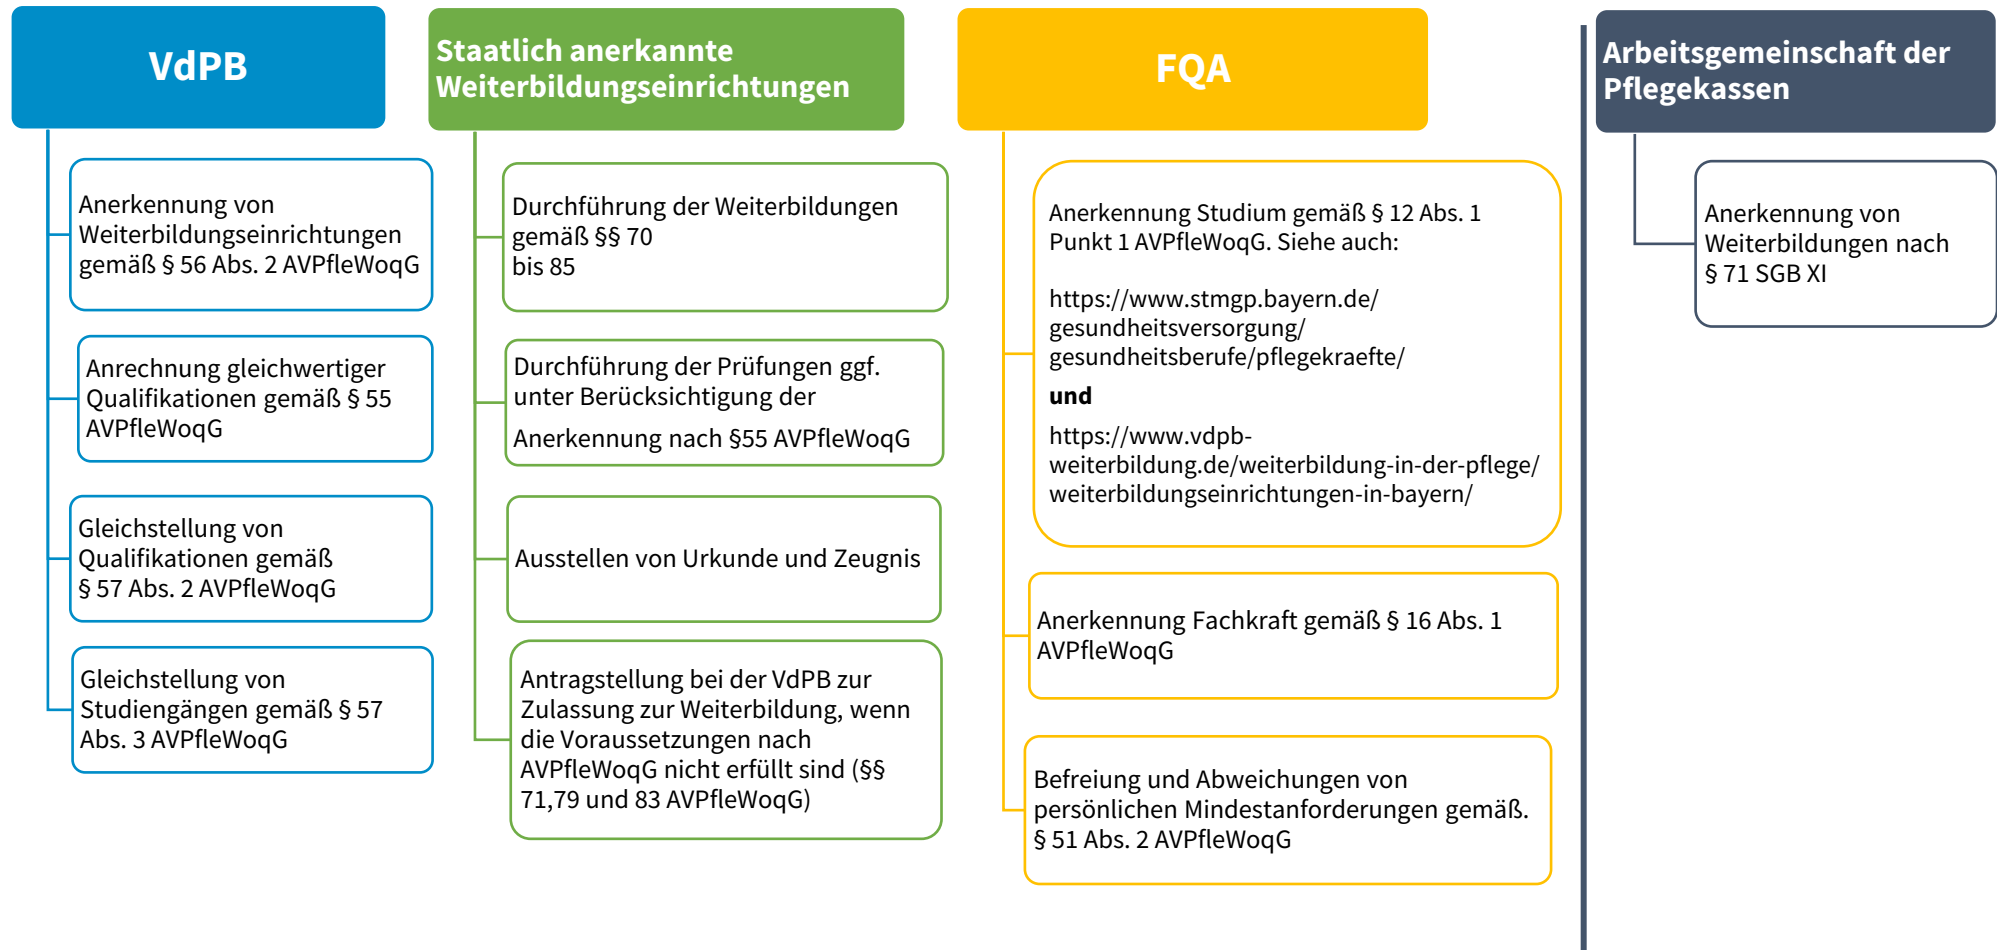 VdPB
Anerkennung von
Weiterbildungseinrichtungen
gemäß § 56 Abs. 2 AVPfleWoqG
Anrechnung gleichwertiger
Qualifikationen gemäß § 55
AVPfleWoqG
Gleichstellung von
Qualifikationen gemäß
§ 57 Abs. 2 AVPfleWoqG
Gleichstellung von
Studiengängen gemäß § 57
Abs. 3 AVPfleWoqG
Staatlich anerkannte
Weiterbildungseinrichtungen
Durchführung der Weiterbildungen
gemäß §§ 70
bis 85
Durchführung der Prüfungen ggf.
unter Berücksichtigung der
Anerkennung nach §55 AVPfleWoqG
Ausstellen von Urkunde und Zeugnis
Antragstellung bei der VdPB zur
Zulassung zur Weiterbildung, wenn
die Voraussetzungen nach
AVPfleWoqG nicht erfüllt sind (§§
71,79 und 83 AVPfleWoqG)
FQA
Anerkennung Studium gemäß § 12 Abs. 1
Punkt 1 AVPfleWoqG. Siehe auch:
https://www.stmgp.bayern.de/
gesundheitsversorgung/
gesundheitsberufe/pflegekraefte/
und
https://www.vdpb-
weiterbildung.de/weiterbildung-in-der-pflege/
weiterbildungseinrichtungen-in-bayern/
Anerkennung Fachkraft gemäß § 16 Abs. 1
AVPfleWoqG
Befreiung und Abweichungen von
persönlichen Mindestanforderungen gemäß.
§ 51 Abs. 2 AVPfleWoqG
Arbeitsgemeinschaft der
Pflegekassen
Anerkennung von
Weiterbildungen nach
§ 71 SGB XI